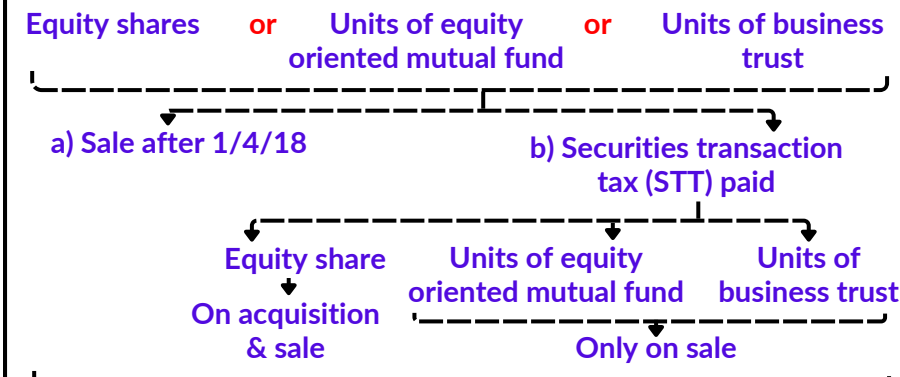 Equity shares or Units of equity oriented mutual fund or Units of business trust
a) Sale after 1/4/18
b) Securities transaction
tax (STT) paid
Equity share
On acquisition
& sale
Units of equity
oriented mutual fund
Units of
business trust
Only on sale